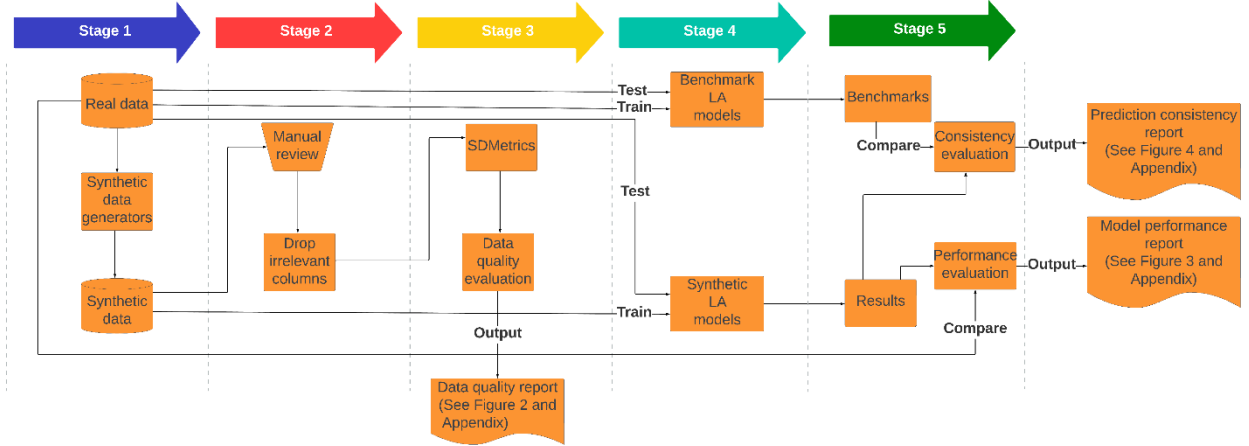 Stage 1
Stage 2
Stage 3
Stage 4
Stage 5
Real data
Synthetic
data
generators
Synthetic
data
Manual
review
Drop
irrelevant
columns
SDMetrics
Data
quality
evaluation
Output
Data quality report
(See Figure 2 and
Appendix)
Test
Train
Test
Train
Benchmark
LA
models
Synthetic
LA
models
Benchmarks
Compare
Consistency
evaluation
Output
Prediction consistency
report
(See Figure 4 and
Appendix)
Results
Performance
evaluation
Compare
Output
Model performance
report
(See Figure 3 and
Appendix)